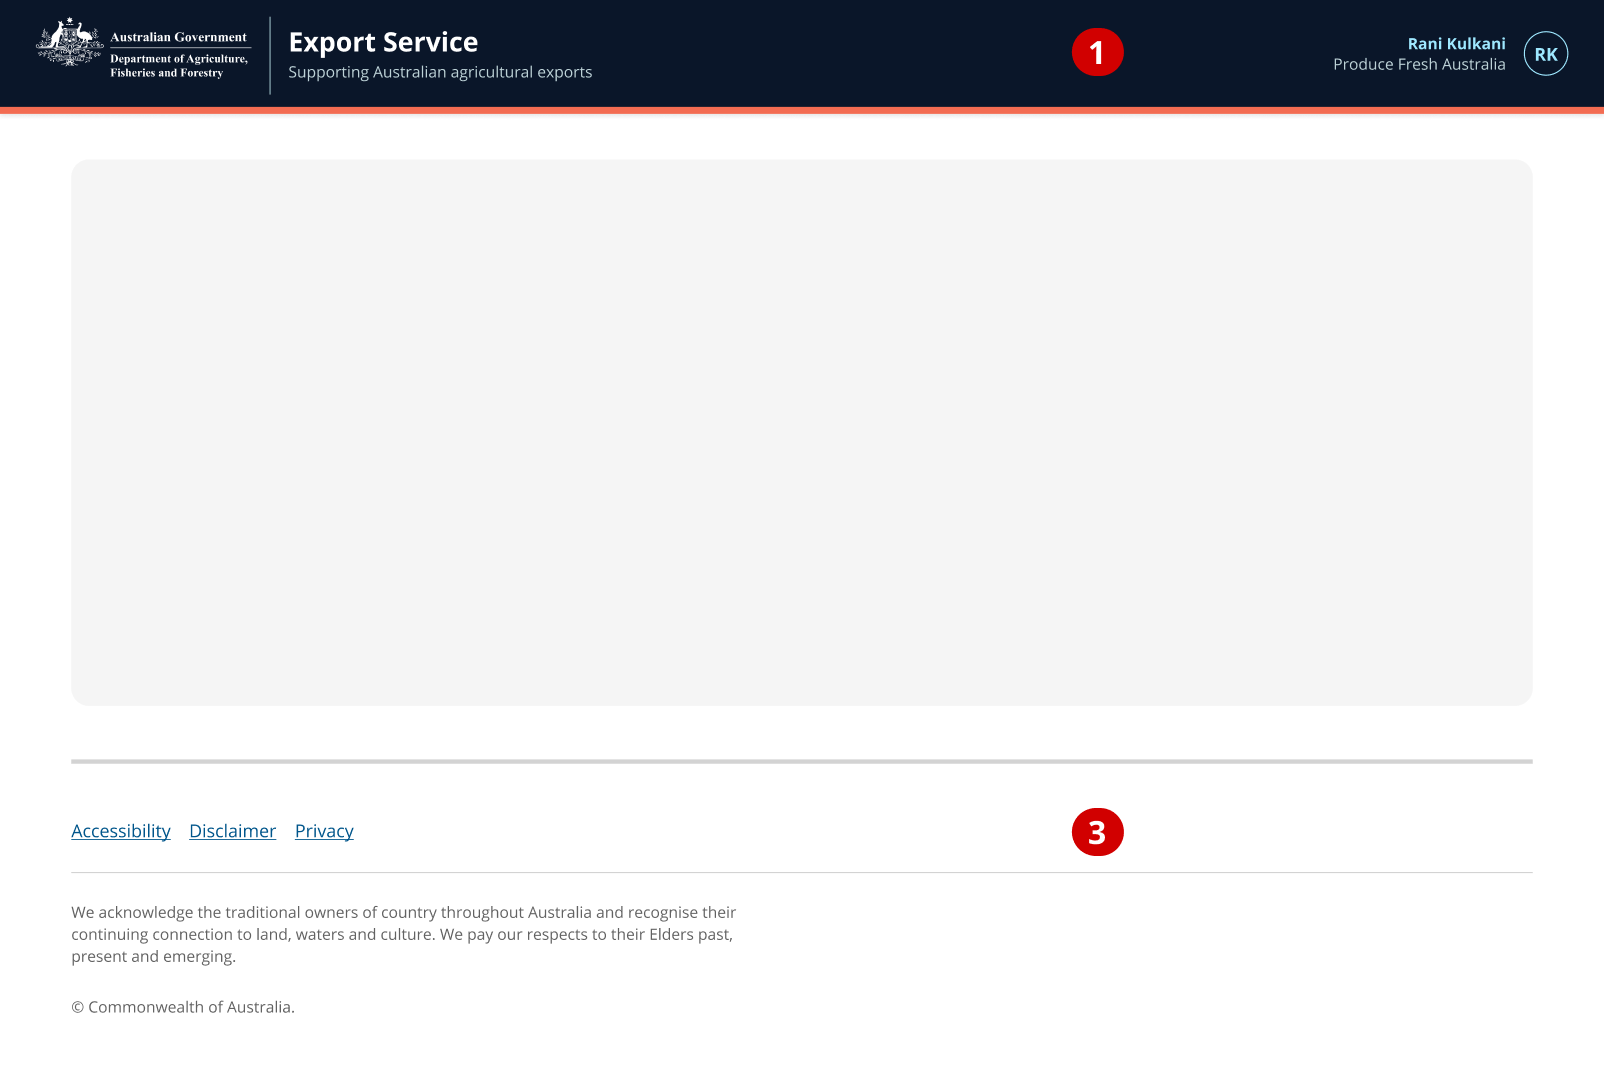 Australian Government
Department of Agriculture,
Fisheries and Forestry
Export Service
Supporting Australian agricultural exports
1
Rani Kulkani
Produce Fresh Australia
RK
Accessibility Disclaimer Privacy
3
We acknowledge the traditional owners of country throughout Australia and recognise their
continuing connection to land, waters and culture. We pay our respects to their Elders past,
present and emerging.
© Commonwealth of Australia.